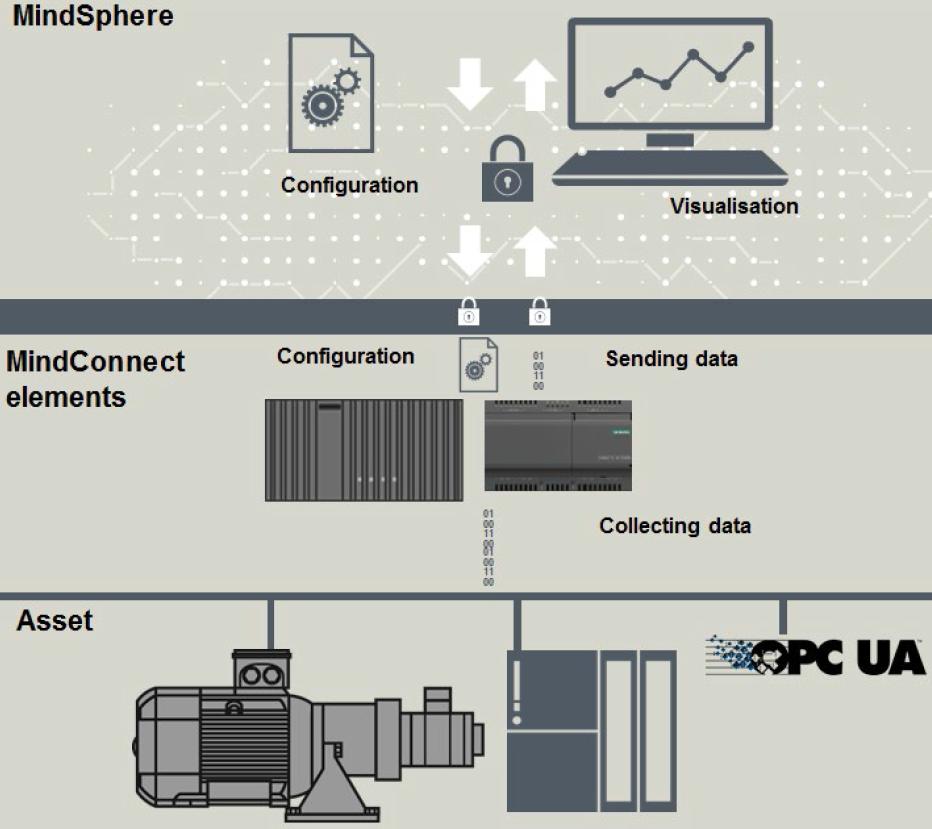 MindSphere
Configuration
Visualisation
MindConnect
elements
Configuration
01
00
11
00
Sending data
SIEMENS
01
00
11
00
01
00
11
00
Collecting data
Asset
OPC UA